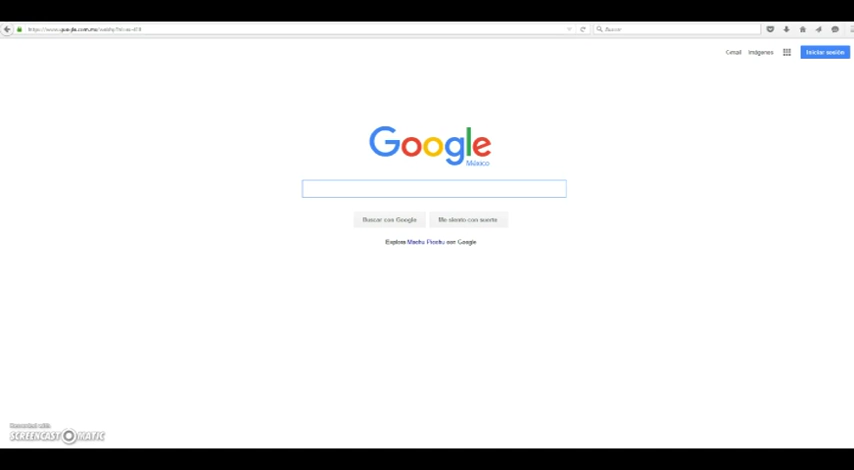 Buscar
Gmail Imágenes Iniciar sesión
Google
México
Buscar con Google Me siento con suerte
Explora Machu Picchu con Google
Recorded with
SCREENCAST MATIC